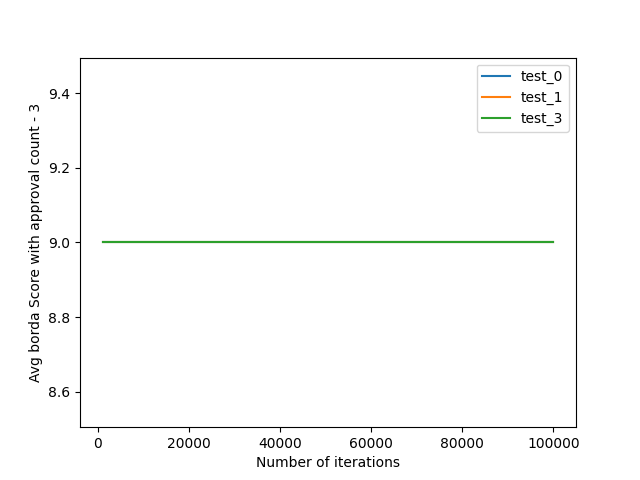 test_0
test_1
test_3
9.4
9.2
9.0
8.8
8.6
Avg borda Score with approval count - 3
0 20000 40000 60000 80000 100000
Number of iterations